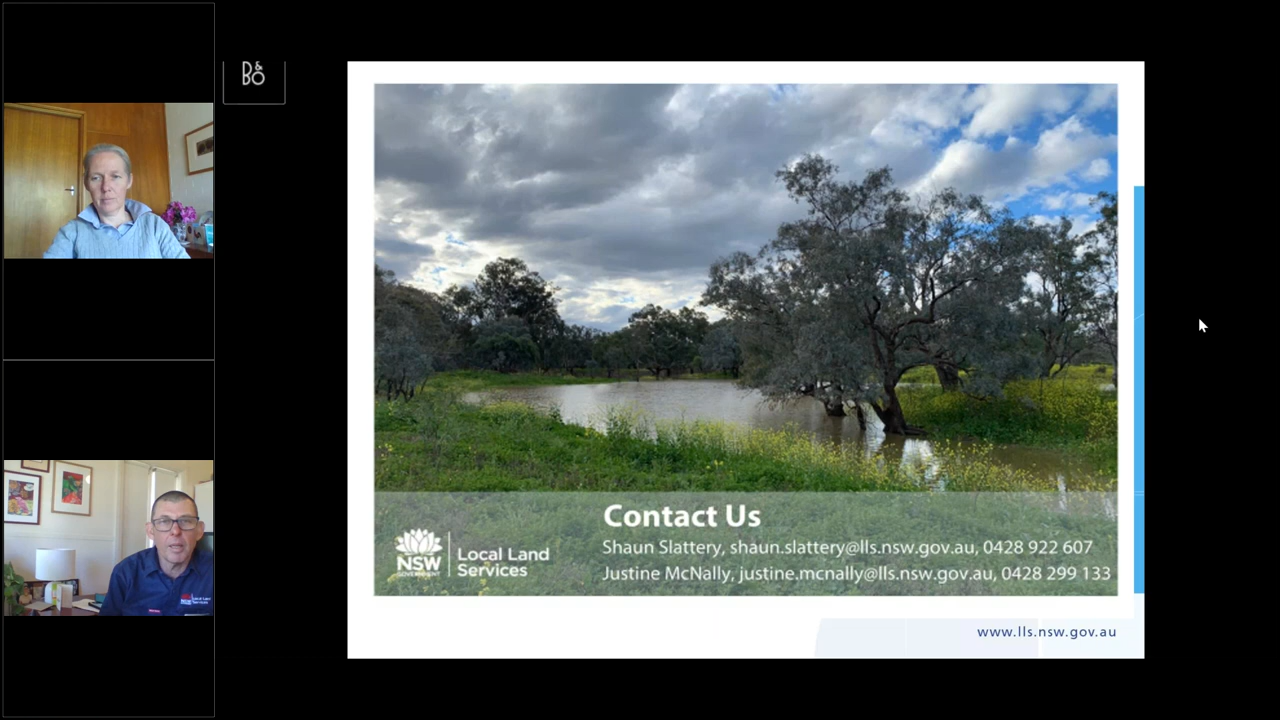 B&O
Contact Us
NSW
GOVERNMENT
Local Land
Services
Shaun Slattery, shaun.slattery@lls.nsw.gov.au, 0428 922 607
Justine McNally, justine.mcnally@lls.nsw.gov.au, 0428 299 133
www.lls.nsw.gov.au